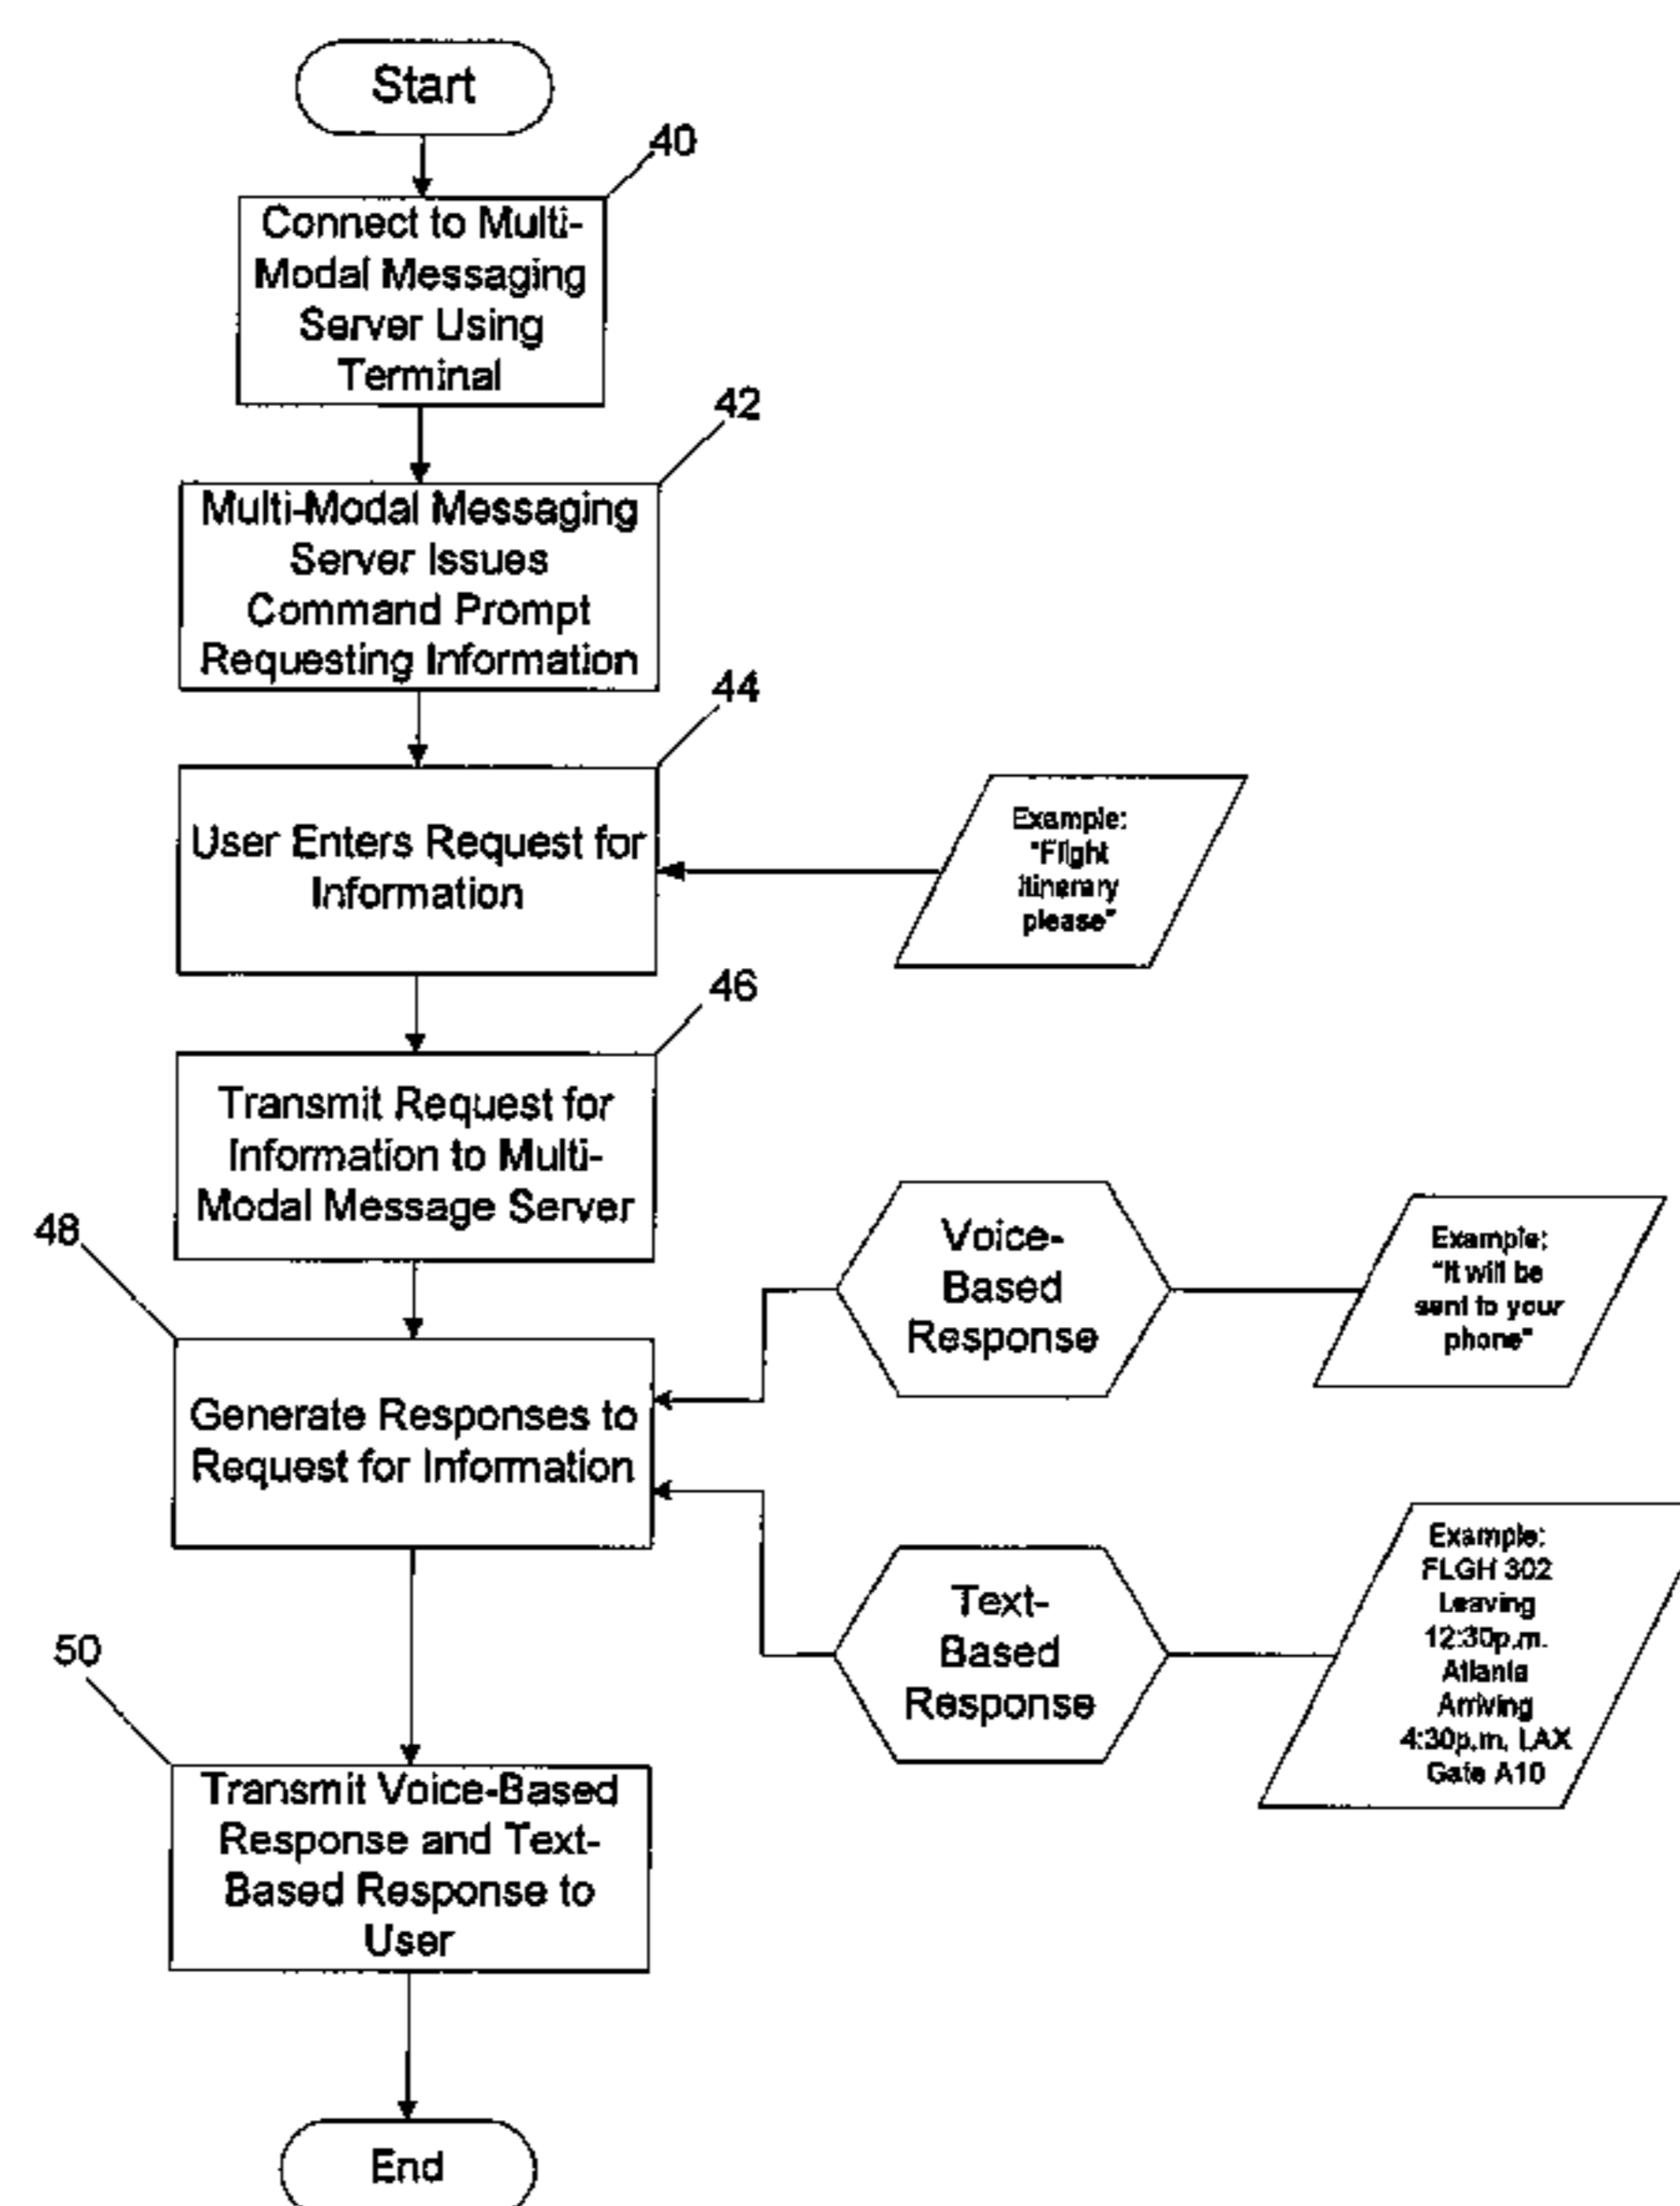 Start
40
Connect to Multi-
Modal Messaging
Server Using
Terminal
42
Multi-Modal Messaging
Server Issues
Command Prompt
Requesting Information
44
User Enters Request for
Information
Example:
"Flight
itinerary
please"
46
Transmit Request for
Information to Multi-
Modal Message Server
48
Generate Responses to
Request for Information
Voice-
Based
Response
Example:
"It will be
sent to your
phone"
Text-
Based
Response
Example:
FLGH 302
Leaving
12:30p.m.
Atlanta
Arriving
4:30p.m. LAX
Gate A10
50
Transmit Voice-Based
Response and Text-
Based Response to
User
End